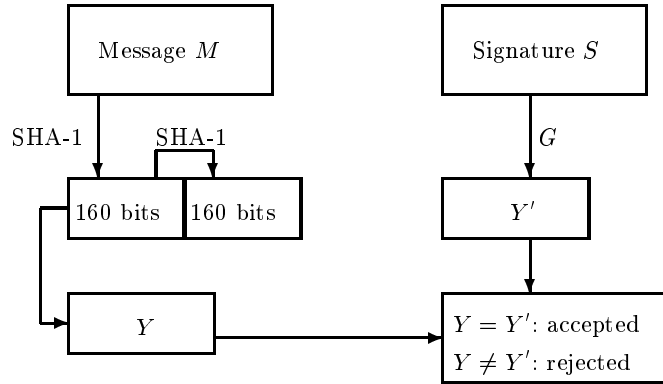 Message M
Signature S
SHA-1
SHA-1
G
160 bits
160 bits
Y'
Y
Y = Y': accepted
Y ≠ Y': rejected